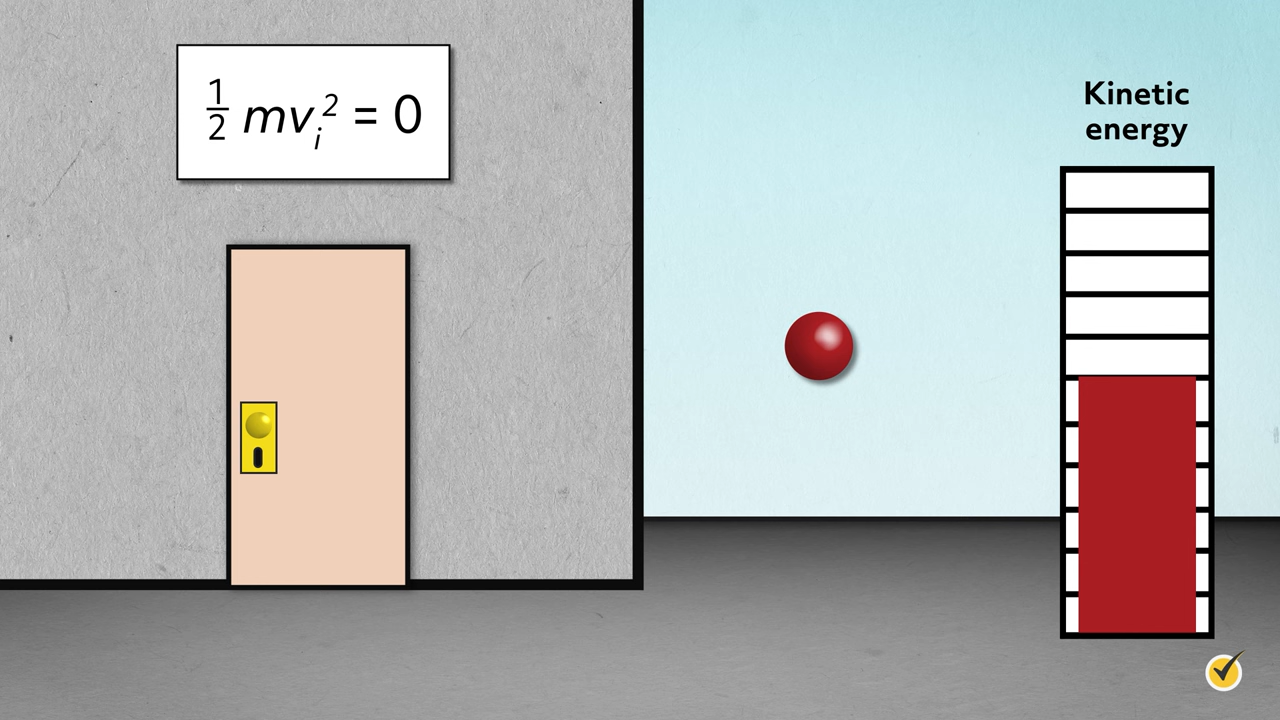 ½ mvᵢ² = 0
Kinetic
energy